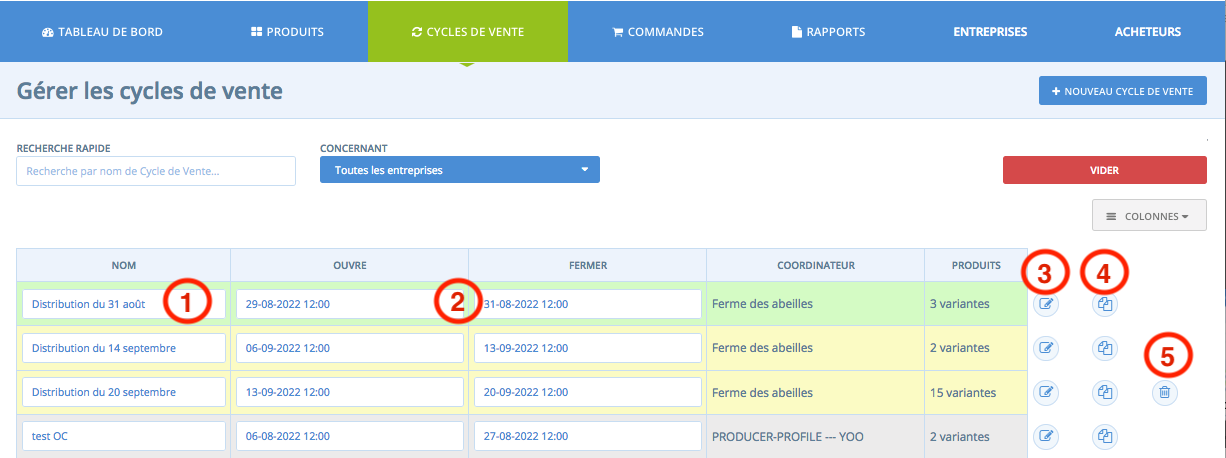 TABLEAU DE BORD PRODUITS CYCLES DE VENTE COMMANDES RAPPORTS ENTREPRISES ACHETEURS
Gérer les cycles de vente + NOUVEAU CYCLE DE VENTE
RECHERCHE RAPIDE CONCERNANT
Recherche par nom de Cycle de Vente... Toutes les entreprises VIDER
COLONNES
NOM OUVRE FERMER COORDINATEUR PRODUITS 3 4
Distribution du 31 août 1 29-08-2022 12:00 2 31-08-2022 12:00 Ferme des abeilles 3 variantes
Distribution du 14 septembre 06-09-2022 12:00 13-09-2022 12:00 Ferme des abeilles 2 variantes 5
Distribution du 20 septembre 13-09-2022 12:00 20-09-2022 12:00 Ferme des abeilles 15 variantes
test OC 06-08-2022 12:00 27-08-2022 12:00 PRODUCER-PROFILE --- YOO 2 variantes